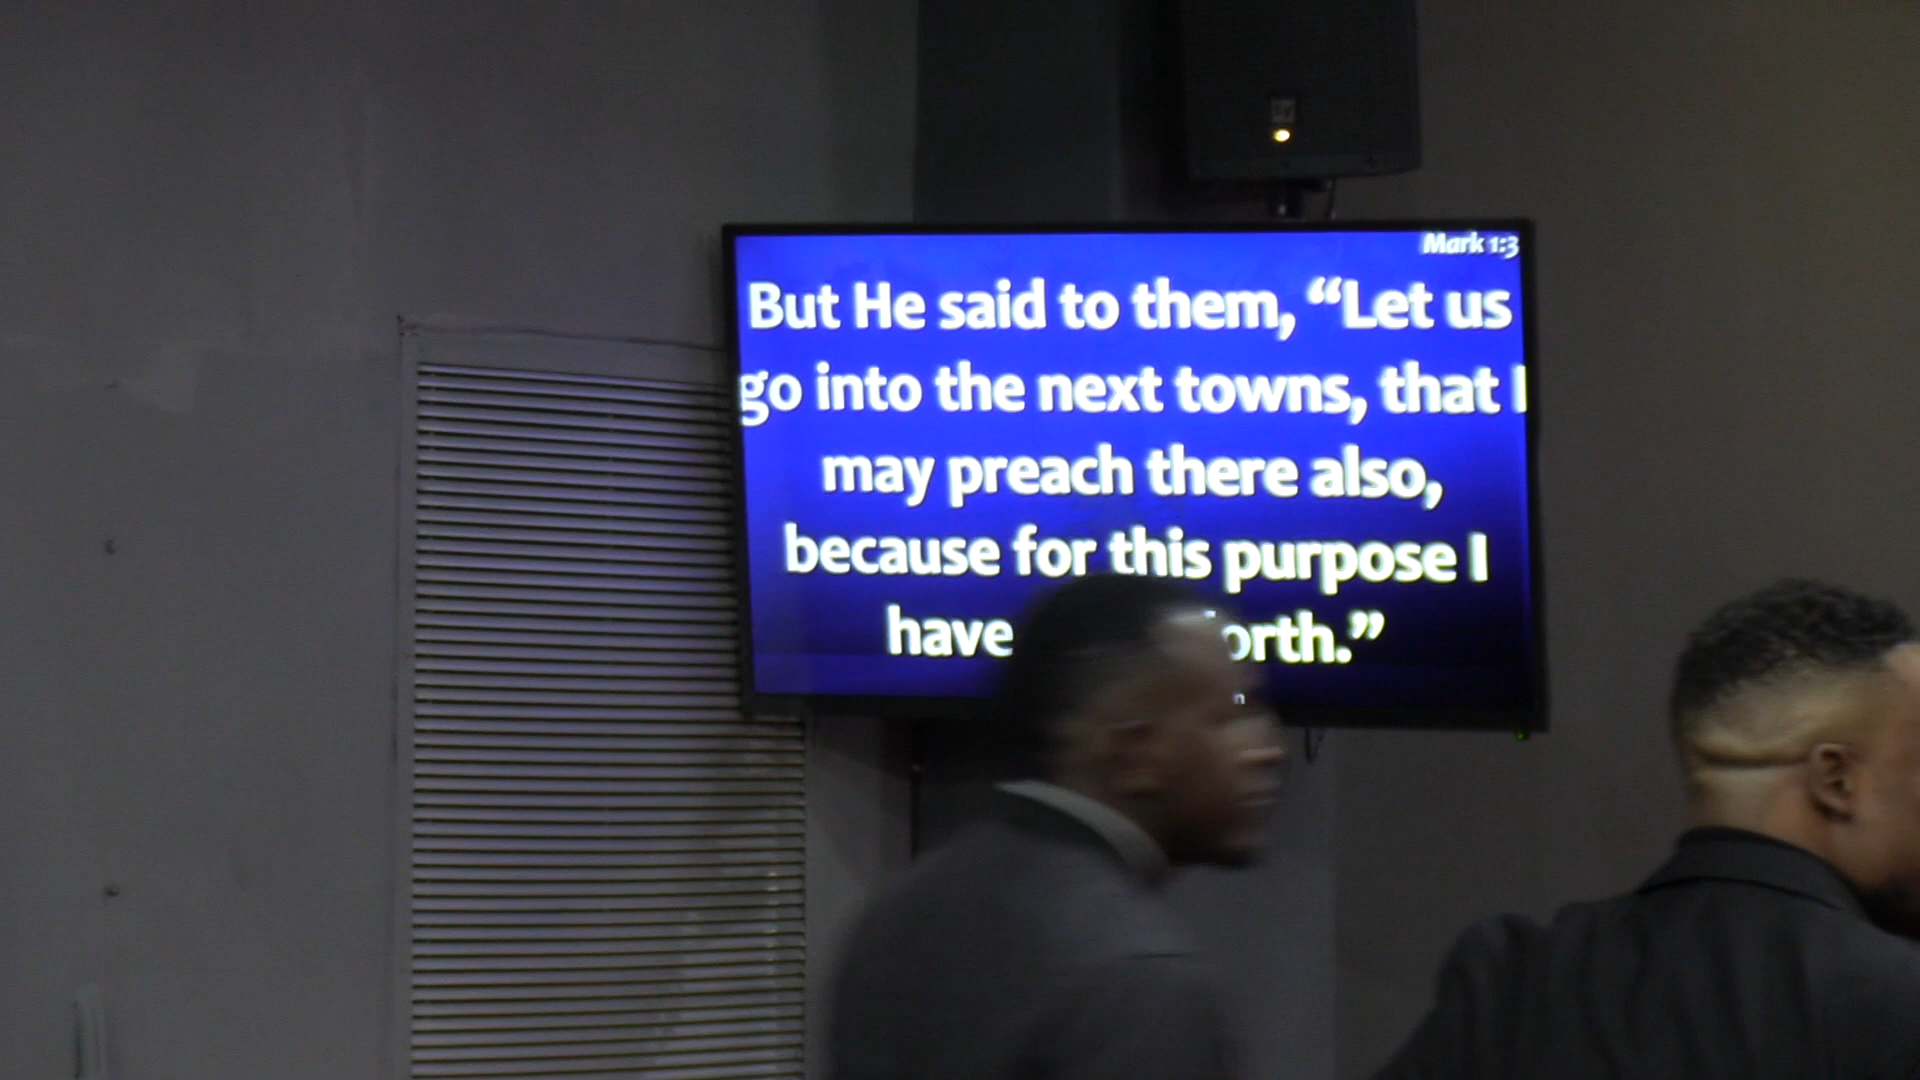 Mark 1:3
But He said to them, “Let us
go into the next towns, that I
may preach there also,
because for this purpose I
have orth.”